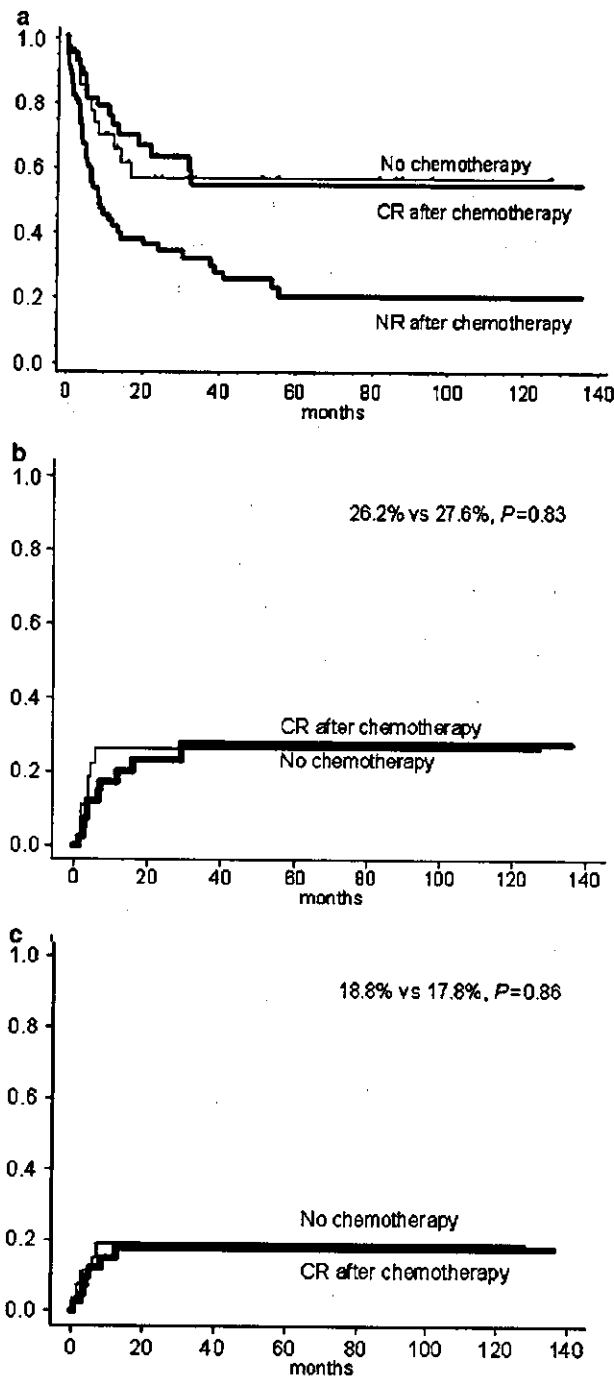 a
1.0
0.8
0.6
0.4
0.2
0.0
No chemotherapy
CR after chemotherapy
NR after chemotherapy
0 20 40 60 80 100 120 140
months
b
1.0
0.8
0.6
0.4
0.2
0.0
26.2% vs 27.6%, P=0.83
CR after chemotherapy
No chemotherapy
0 20 40 60 80 100 120 140
months
c
1.0
0.8
0.6
0.4
0.2
0.0
18.8% vs 17.8%, P=0.86
No chemotherapy
CR after chemotherapy
0 20 40 60 80 100 120 140
months